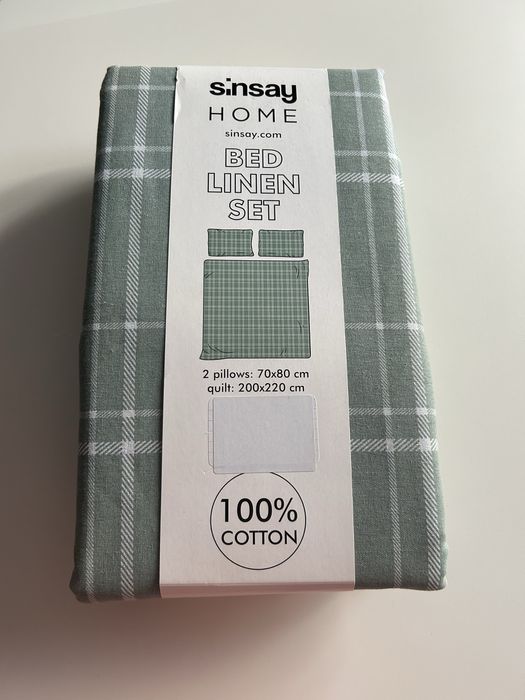 sinsay
HOME
sinsay.com
BED
LINEN
SET
2 pillows: 70x80 cm
quilt: 200x220 cm
100%
COTTON